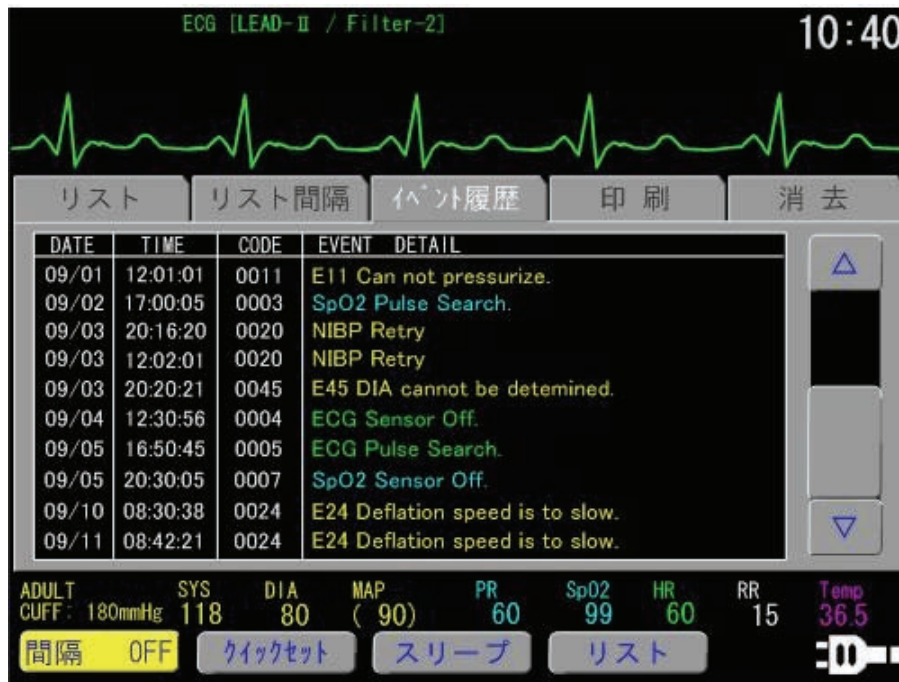 ECG [LEAD-Ⅱ / Filter-2]
10:40
リスト リスト間隔 イベント履歴 印刷 消去
DATE TIME CODE EVENT DETAIL
09/01 12:01:01 0011 E11 Can not pressurize.
09/02 17:00:05 0003 SpO2 Pulse Search.
09/03 20:16:20 0020 NIBP Retry
09/03 12:02:01 0020 NIBP Retry
09/03 20:20:21 0045 E45 DIA cannot be detemined.
09/04 12:30:56 0004 ECG Sensor Off.
09/05 16:50:45 0005 ECG Pulse Search.
09/05 20:30:05 0007 SpO2 Sensor Off.
09/10 08:30:38 0024 E24 Deflation speed is to slow.
09/11 08:42:21 0024 E24 Deflation speed is to slow.
ADULT SYS DIA MAP PR SpO2 HR RR Temp
CUFF: 180mmHg 118 80 ( 90) 60 99 60 15 36.5
間隔 OFF クイックセット スリープ リスト